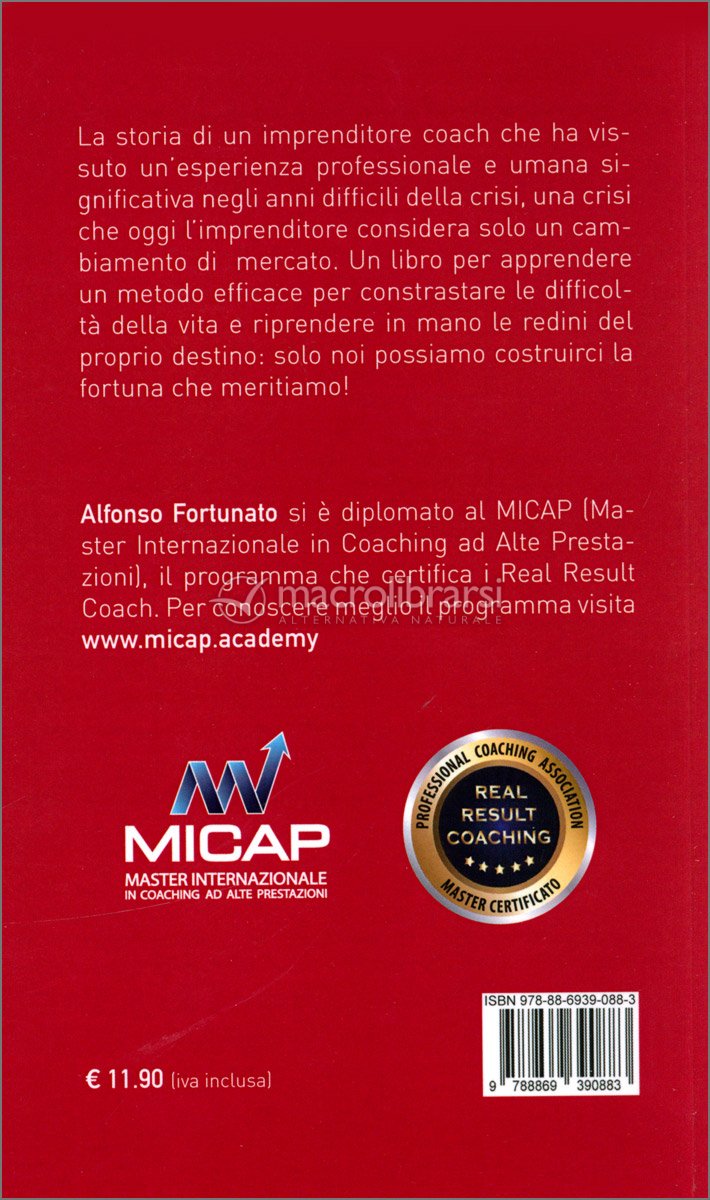 La storia di un imprenditore coach che ha vis-
suto un'esperienza professionale e umana si-
gnificativa negli anni difficili della crisi, una crisi
che oggi l'imprenditore considera solo un cam-
biamento di mercato. Un libro per apprendere
un metodo efficace per constrastare le difficol-
tà della vita e riprendere in mano le redini del
proprio destino: solo noi possiamo costruirci la
fortuna che meritiamo!
Alfonso Fortunato si è diplomato al MICAP (Ma-
ster Internazionale in Coaching ad Alte Presta-
zioni), il programma che certifica i Real Result
Coach. Per conoscere meglio il programma visita
www.micap.academy
macrolibrarsi
ALTERNATIVA NATURALE
MICAP
MASTER INTERNAZIONALE
IN COACHING AD ALTE PRESTAZIONI
PROFESSIONAL COACHING ASSOCIATION
REAL
RESULT
COACHING
MASTER CERTIFICATO
ISBN 978-88-6939-088-3
9 788869 390883
€ 11.90 (iva inclusa)